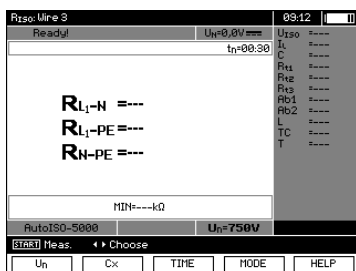 RISO: Wire 3 09:12
Ready! UN=0,0V
tn=00:30
RL1-N =---
RL1-PE =---
RN-PE =---
MIN=---kΩ
UISO =----
IL =----
C =----
Rt1 =----
Rt2 =----
Rt3 =----
Ab1 =----
Ab2 =----
L =----
TC =----
T =----
AutoISO-5000 Un=750V
START Meas. Choose
Un Cx TIME MODE HELP